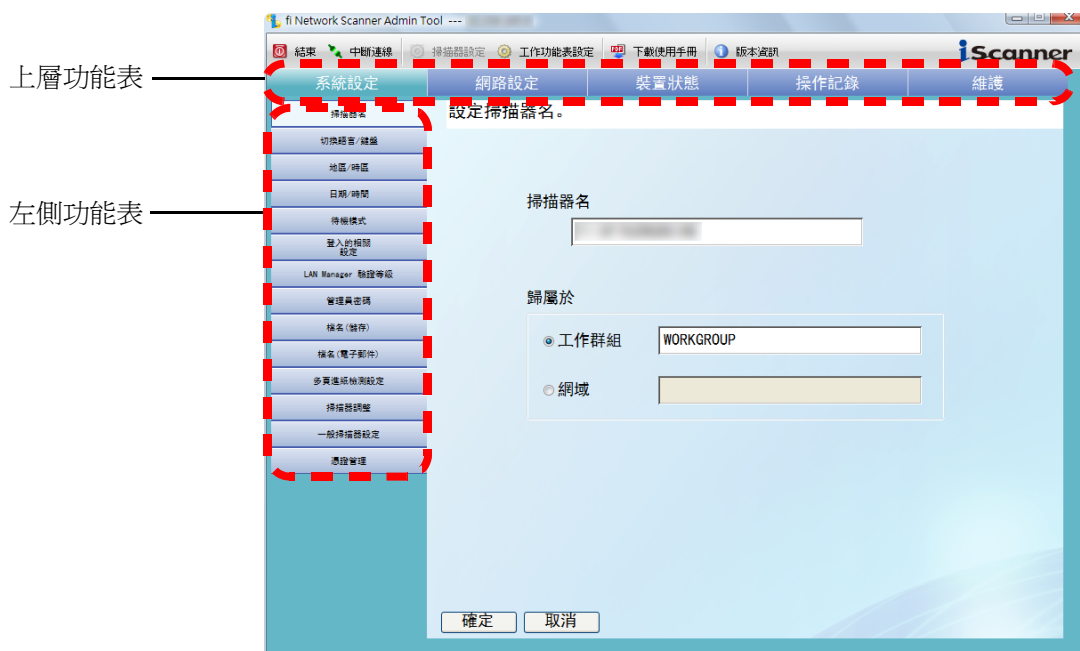 fi Network Scanner Admin Tool ---
結束 中斷連線 掃描器設定 工作功能表設定 下載使用手冊 版本資訊 iScanner
上層功能表
系統設定 網路設定 裝置狀態 操作記錄 維護
掃描器名
設定掃描器名。
切換語言/鍵盤
地區/時區
日期/時間
待機模式
登入的相關
設定
LAN Manager 驗證等級
管理員密碼
檔名(儲存)
檔名(電子郵件)
多頁進紙檢測設定
掃描器調整
一般掃描器設定
憑證管理
左側功能表
掃描器名
歸屬於
工作群組 WORKGROUP
網域
確定 取消